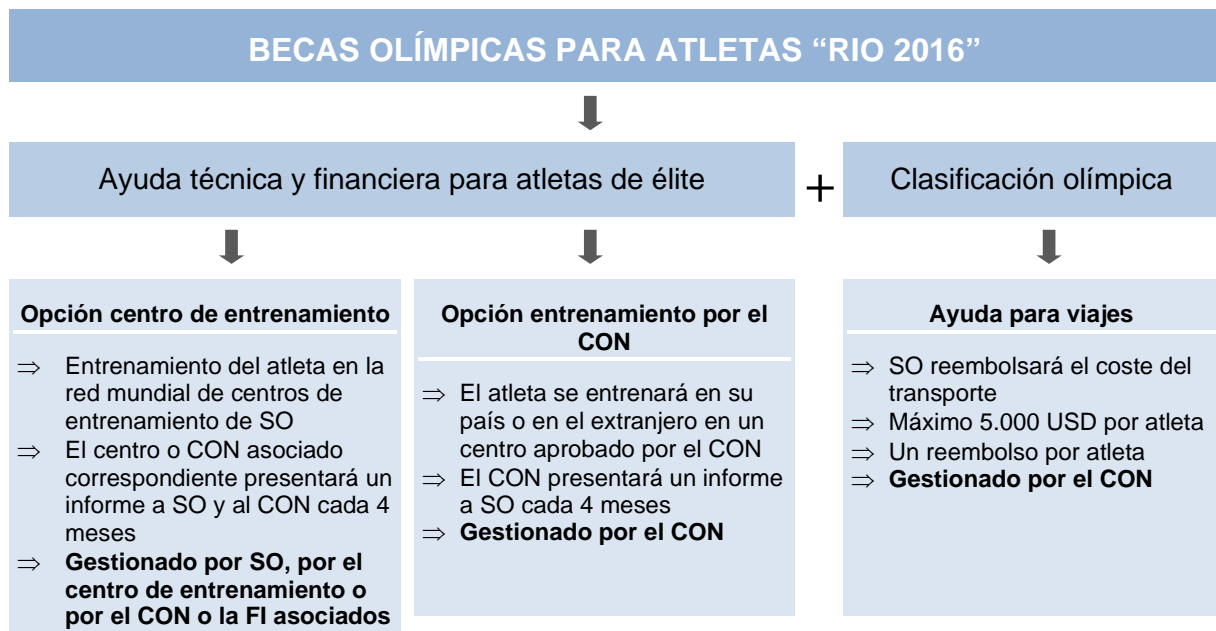 BECAS OLÍMPICAS PARA ATLETAS “RIO 2016”
Ayuda técnica y financiera para atletas de élite
+
Clasificación olímpica
Opción centro de entrenamiento
⇒ Entrenamiento del atleta en la
red mundial de centros de
entrenamiento de SO
⇒ El centro o CON asociado
correspondiente presentará un
informe a SO y al CON cada 4
meses
⇒ Gestionado por SO, por el
centro de entrenamiento o
por el CON o la FI asociados
Opción entrenamiento por el
CON
⇒ El atleta se entrenará en su
país o en el extranjero en un
centro aprobado por el CON
⇒ El CON presentará un informe
a SO cada 4 meses
⇒ Gestionado por el CON
Ayuda para viajes
⇒ SO reembolsará el coste del
transporte
⇒ Máximo 5.000 USD por atleta
⇒ Un reembolso por atleta
⇒ Gestionado por el CON